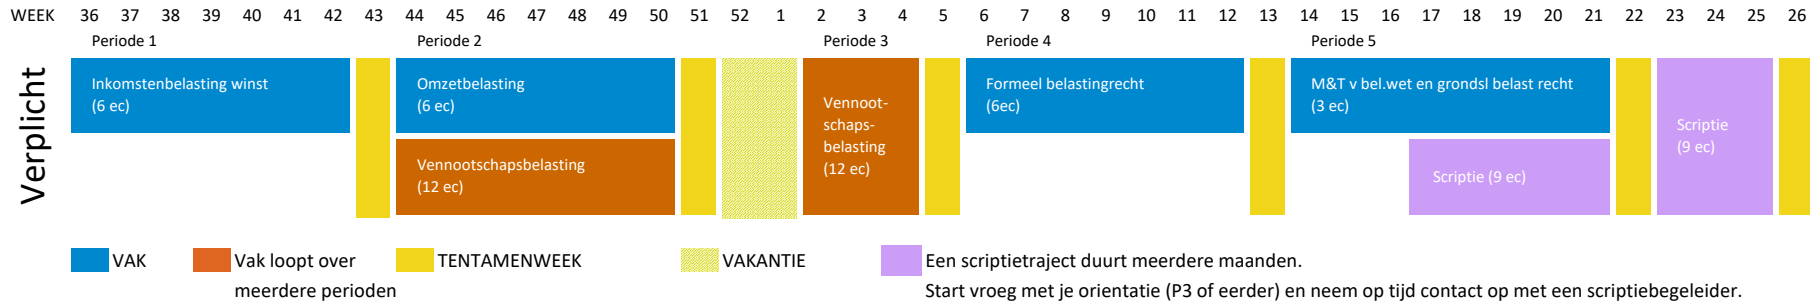 WEEK 36 37 38 39 40 41 42 43 44 45 46 47 48 49 50 51 52 1 2 3 4 5 6 7 8 9 10 11 12 13 14 15 16 17 18 19 20 21 22 23 24 25 26
Periode 1 Periode 2 Periode 3 Periode 4 Periode 5
Verplicht
Inkomstenbelasting winst
(6 ec)
Omzetbelasting
(6 ec)
Vennootschapsbelasting
(12 ec)
Vennoot-
schaps-
belasting
(12 ec)
Formeel belastingrecht
(6ec)
M&T v bel.wet en grondsl belast recht
(3 ec)
Scriptie (9 ec)
Scriptie
(9 ec)
VAK
Vak loopt over
meerdere perioden
TENTAMENWEEK
VAKANTIE
Een scriptietraject duurt meerdere maanden.
Start vroeg met je orientatie (P3 of eerder) en neem op tijd contact op met een scriptiebegeleider.